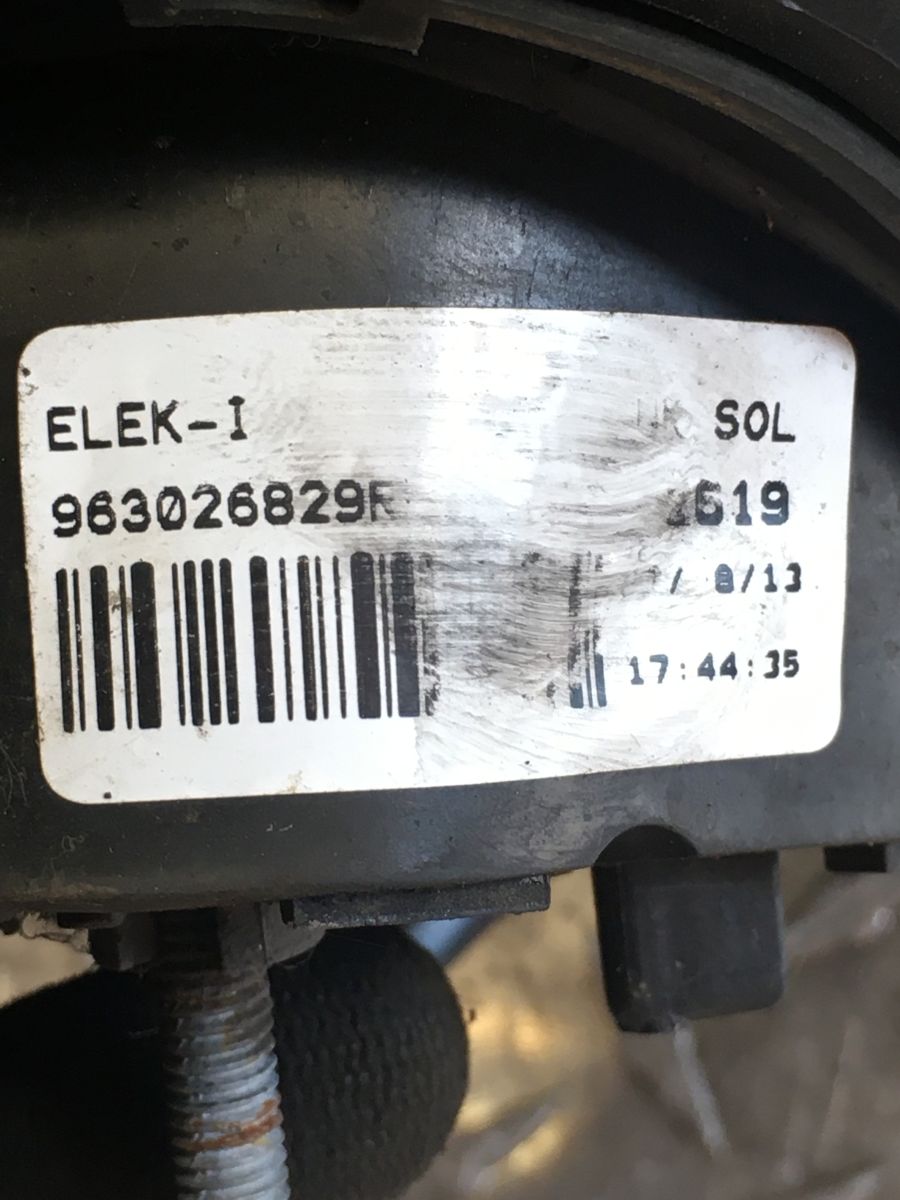 ELEK-I SOL
963026829R 619
/ 8/13
17:44:35